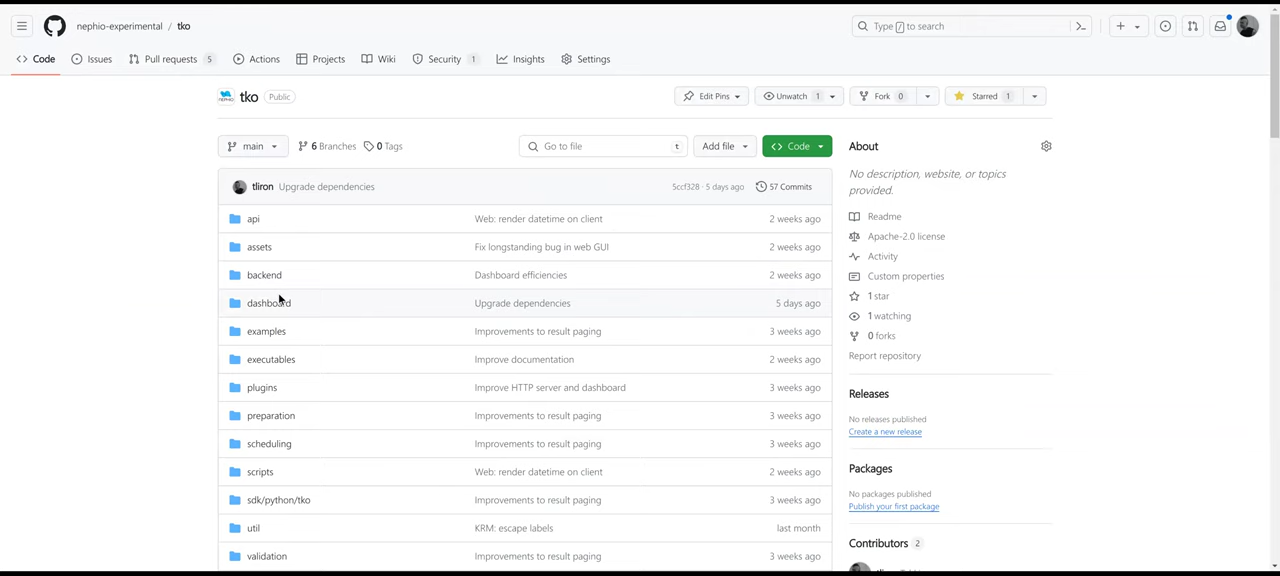 nephio-experimental / tko
Type / to search
Code Issues Pull requests 5 Actions Projects Wiki Security 1 Insights Settings
tko Public
Edit Pins Unwatch 1 Fork 0 Starred 1
main 6 Branches 0 Tags Go to file t Add file Code
tliron Upgrade dependencies 5ccf328 · 5 days ago 57 Commits
api Web: render datetime on client 2 weeks ago
assets Fix longstanding bug in web GUI 2 weeks ago
backend Dashboard efficiencies 2 weeks ago
dashboard Upgrade dependencies 5 days ago
examples Improvements to result paging 3 weeks ago
executables Improve documentation 2 weeks ago
plugins Improve HTTP server and dashboard 3 weeks ago
preparation Improvements to result paging 3 weeks ago
scheduling Improvements to result paging 3 weeks ago
scripts Web: render datetime on client 2 weeks ago
sdk/python/tko Improvements to result paging 3 weeks ago
util KRM: escape labels last month
validation Improvements to result paging 3 weeks ago
About
No description, website, or topics
provided.
Readme
Apache-2.0 license
Activity
Custom properties
1 star
1 watching
0 forks
Report repository
Releases
No releases published
Create a new release
Packages
No packages published
Publish your first package
Contributors 2